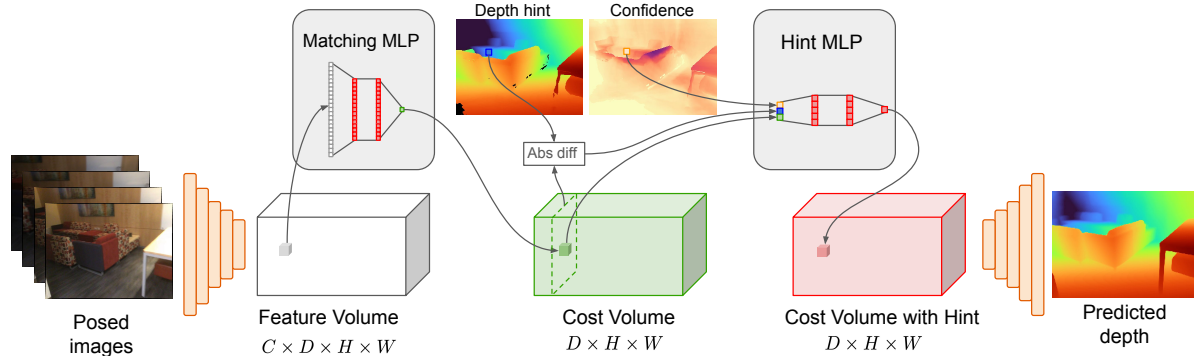 Depth hint
Confidence
Matching MLP
Hint MLP
Abs diff
Posed
images
Feature Volume
C × D × H × W
Cost Volume
D × H × W
Cost Volume with Hint
D × H × W
Predicted
depth